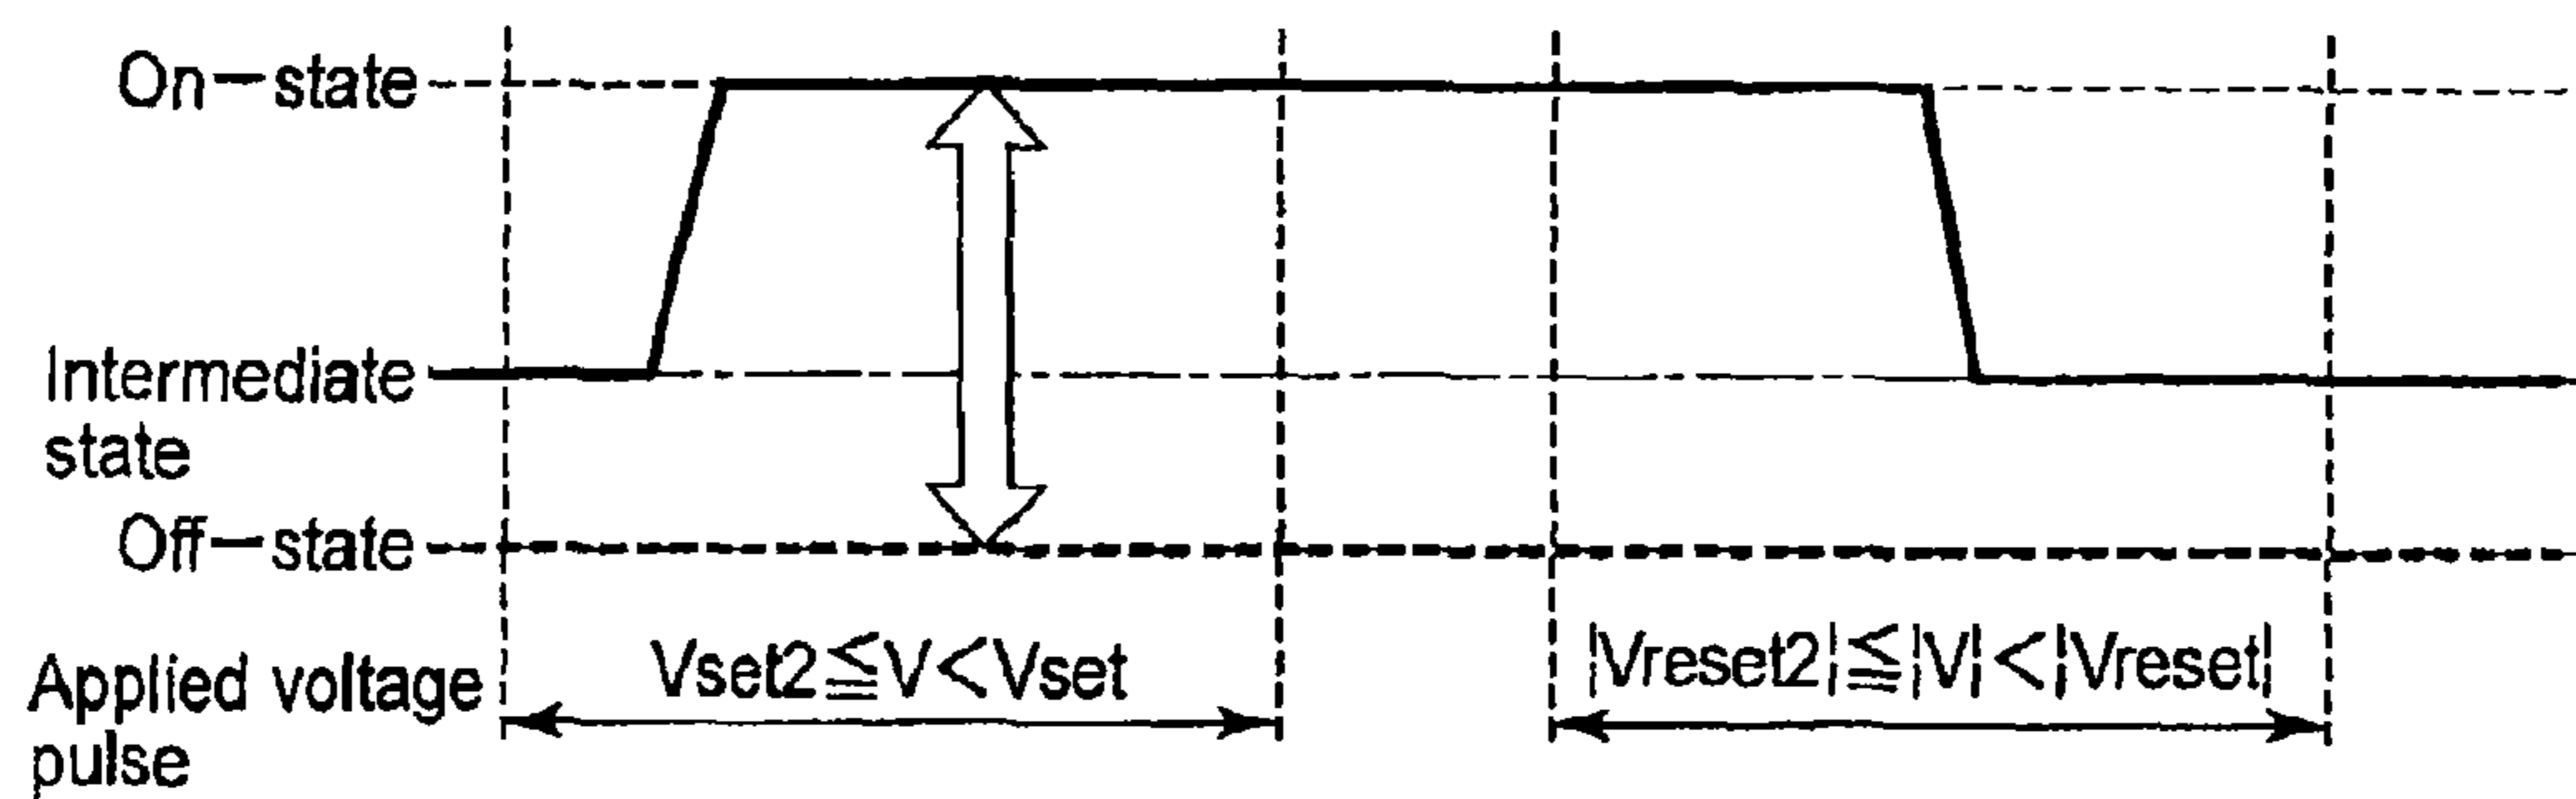 On-state
Intermediate
state
Off-state
Vset2≦V<Vset
|Vreset2|≦|V|<|Vreset|
Applied voltage
pulse